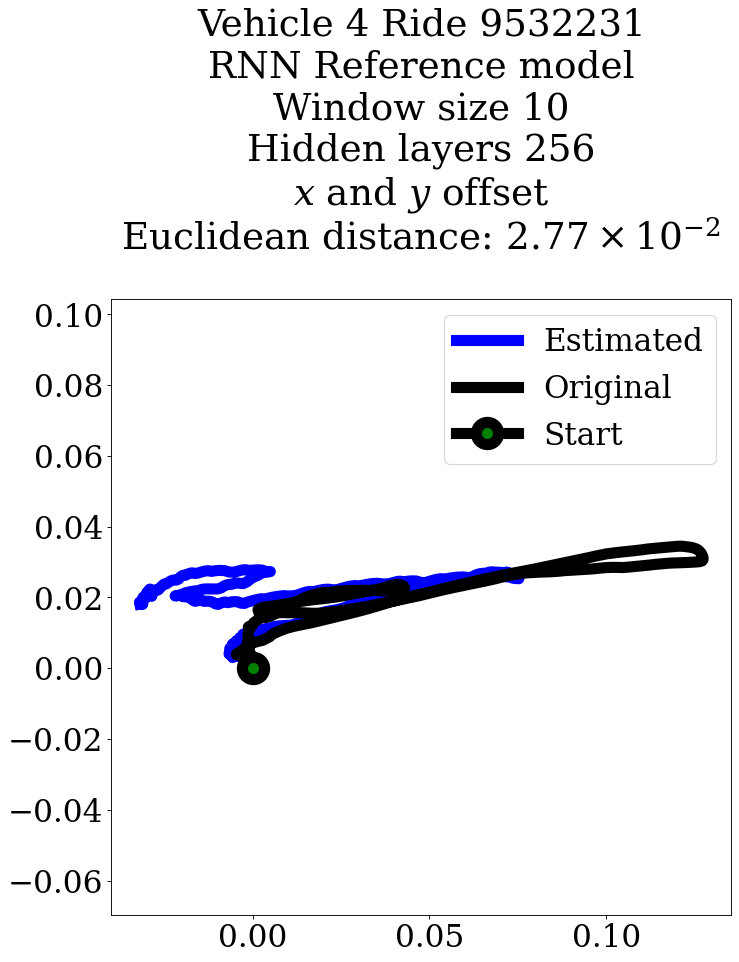 Vehicle 4 Ride 9532231
RNN Reference model
Window size 10
Hidden layers 256
x and y offset
Euclidean distance: 2.77 × 10⁻²
Estimated
Original
Start
0.10
0.08
0.06
0.04
0.02
0.00
−0.02
−0.04
−0.06
0.00 0.05 0.10